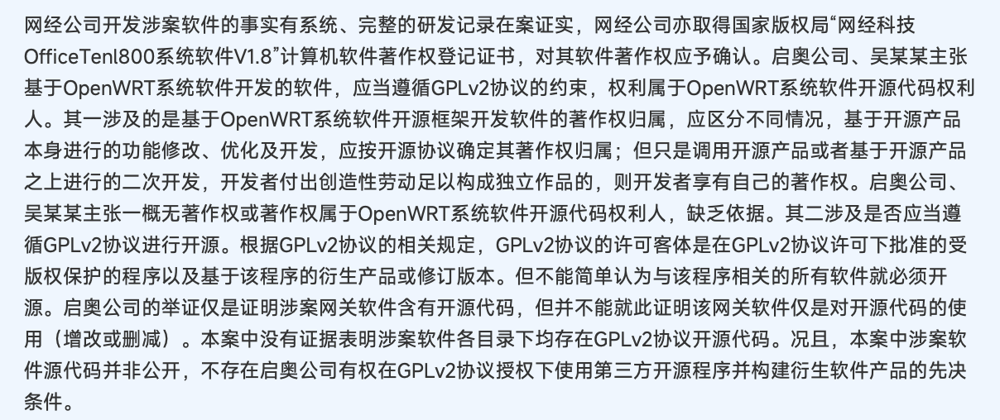 网经公司开发涉案软件的事实有系统、完整的研发记录在案证实，网经公司亦取得国家版权局“网经科技
OfficeTenl800系统软件V1.8”计算机软件著作权登记证书，对其软件著作权应予确认。启奥公司、吴某某主张
基于OpenWRT系统软件开发的软件，应当遵循GPLv2协议的约束，权利属于OpenWRT系统软件开源代码权利
人。其一涉及的是基于OpenWRT系统软件开源框架开发软件的著作权归属，应区分不同情况，基于开源产品
本身进行的功能修改、优化及开发，应按开源协议确定其著作权归属；但只是调用开源产品或者基于开源产品
之上进行的二次开发，开发者付出创造性劳动足以构成独立作品的，则开发者享有自己的著作权。启奥公司、
吴某某主张一概无著作权或著作权属于OpenWRT系统软件开源代码权利人，缺乏依据。其二涉及是否应当遵
循GPLv2协议进行开源。根据GPLv2协议的相关规定，GPLv2协议的许可客体是在GPLv2协议许可下批准的受
版权保护的程序以及基于该程序的衍生产品或修订版本。但不能简单认为与该程序相关的所有软件就必须开
源。启奥公司的举证仅是证明涉案网关软件含有开源代码，但并不能就此证明该网关软件仅是对开源代码的使
用（增改或删减）。本案中没有证据表明涉案软件各目录下均存在GPLv2协议开源代码。况且，本案中涉案软
件源代码并非公开，不存在启奥公司有权在GPLv2协议授权下使用第三方开源程序并构建衍生软件产品的先决
条件。